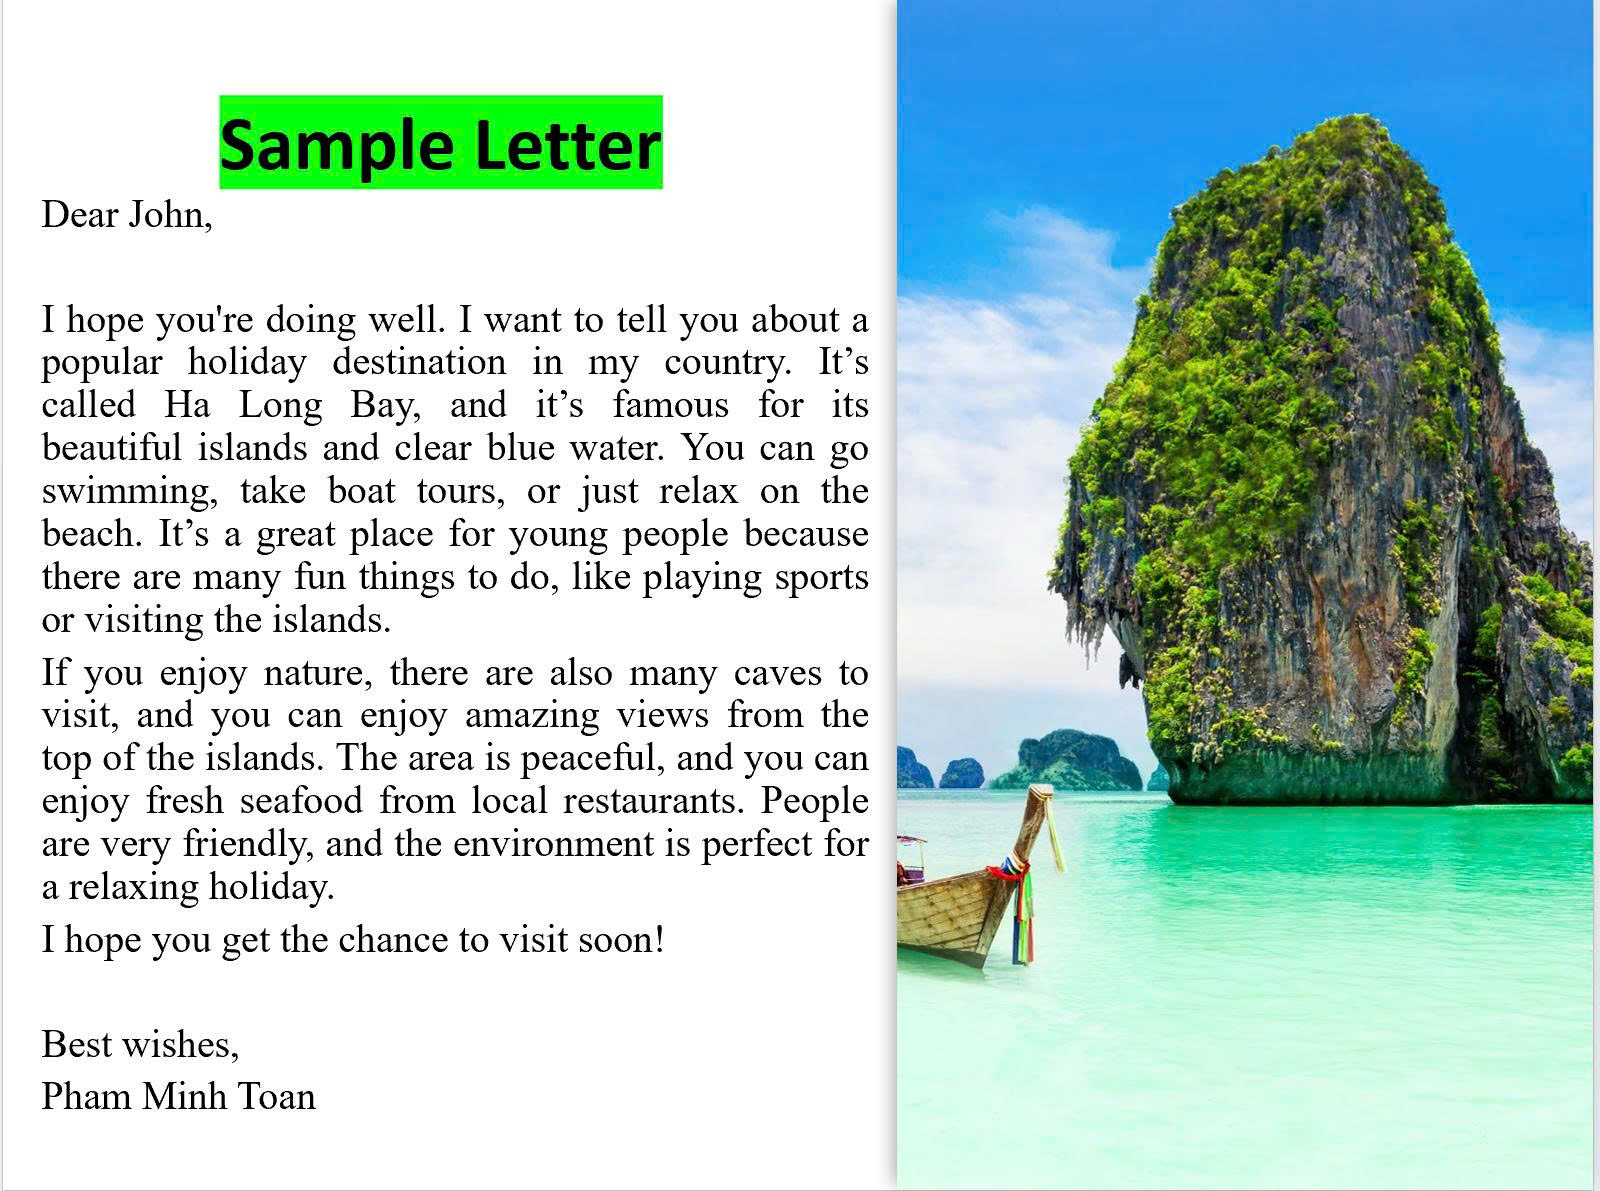 Sample Letter
Dear John,
I hope you're doing well. I want to tell you about a
popular holiday destination in my country. It’s
called Ha Long Bay, and it’s famous for its
beautiful islands and clear blue water. You can go
swimming, take boat tours, or just relax on the
beach. It’s a great place for young people because
there are many fun things to do, like playing sports
or visiting the islands.
If you enjoy nature, there are also many caves to
visit, and you can enjoy amazing views from the
top of the islands. The area is peaceful, and you can
enjoy fresh seafood from local restaurants. People
are very friendly, and the environment is perfect for
a relaxing holiday.
I hope you get the chance to visit soon!
Best wishes,
Pham Minh Toan